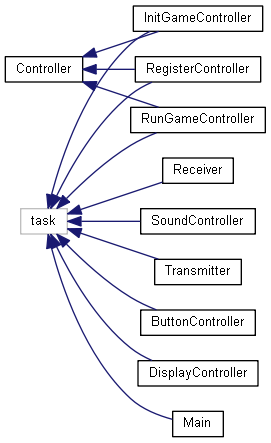 InitGameController
Controller
RegisterController
RunGameController
Receiver
task
SoundController
Transmitter
ButtonController
DisplayController
Main